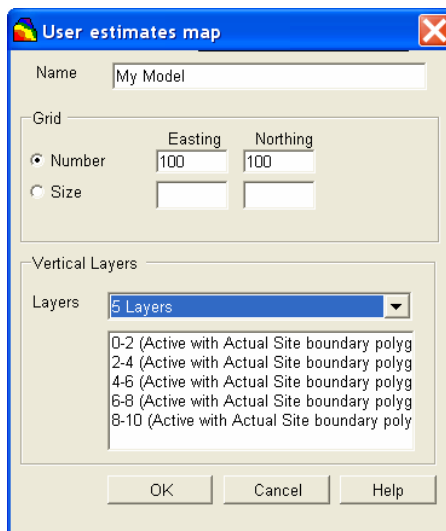 User estimates map
Name My Model
Grid
Easting Northing
Number 100 100
Size
Vertical Layers
Layers 5 Layers
0-2 (Active with Actual Site boundary polyg
2-4 (Active with Actual Site boundary polyg
4-6 (Active with Actual Site boundary polyg
6-8 (Active with Actual Site boundary polyg
8-10 (Active with Actual Site boundary poly
OK Cancel Help